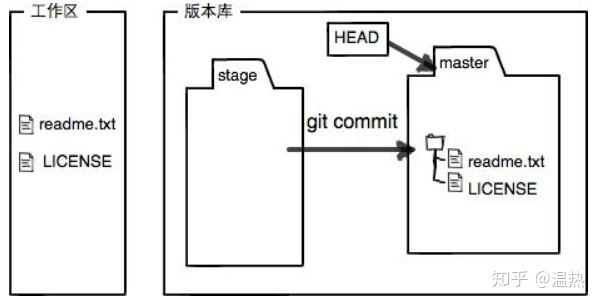 工作区
版本库
HEAD
stage
master
readme.txt
git commit
LICENSE
readme.txt
LICENSE
知乎 @温热